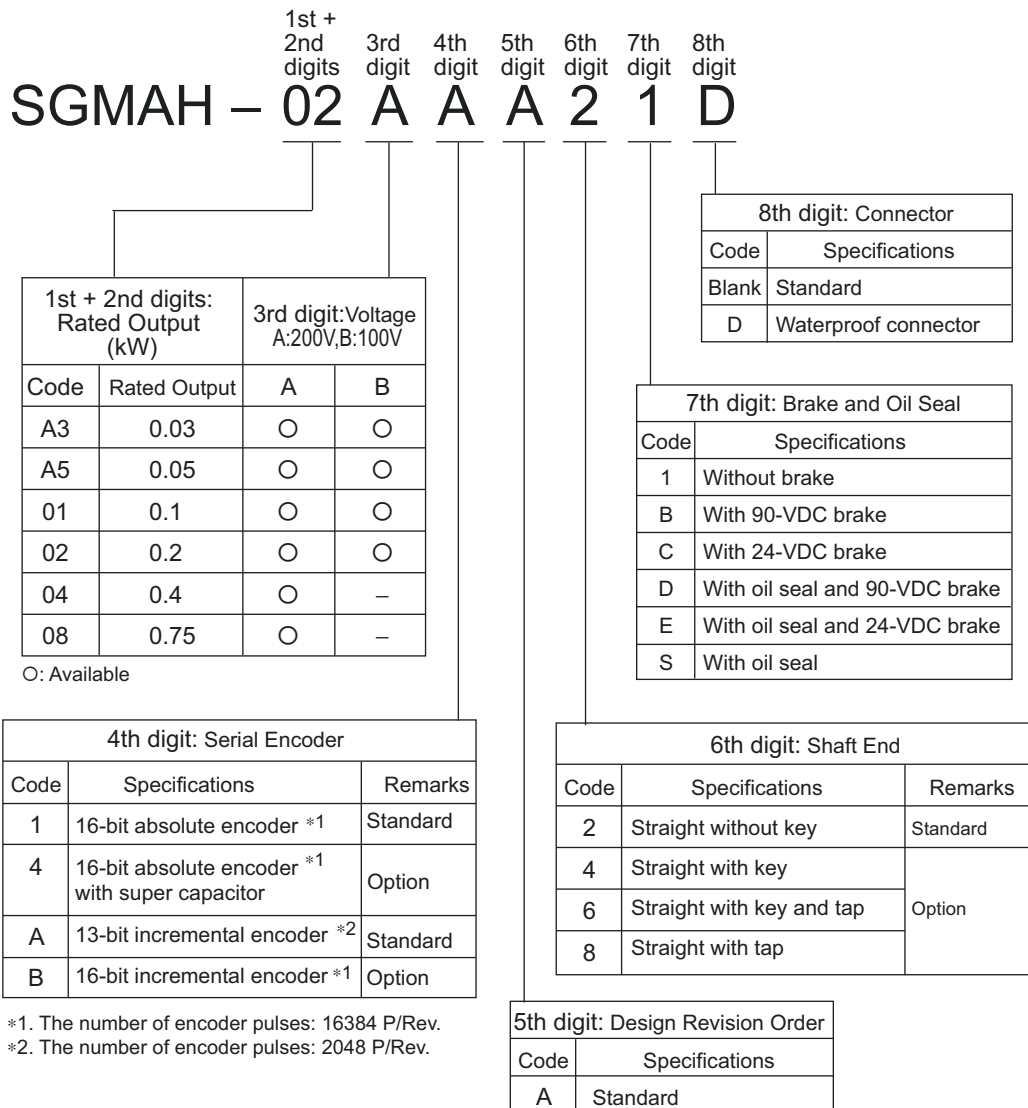 1st +
2nd digits
3rd digit
4th digit
5th digit
6th digit
7th digit
8th digit
SGMAH – 02 A A A 2 1 D
8th digit: Connector
Code Specifications
Blank Standard
D Waterproof connector
1st + 2nd digits:
Rated Output
(kW)
3rd digit:Voltage
A:200V,B:100V
Code Rated Output A B
A3 0.03 ○ ○
A5 0.05 ○ ○
01 0.1 ○ ○
02 0.2 ○ ○
04 0.4 ○ –
08 0.75 ○ –
○: Available
7th digit: Brake and Oil Seal
Code Specifications
1 Without brake
B With 90-VDC brake
C With 24-VDC brake
D With oil seal and 90-VDC brake
E With oil seal and 24-VDC brake
S With oil seal
4th digit: Serial Encoder
Code Specifications Remarks
1 16-bit absolute encoder *1 Standard
4 16-bit absolute encoder *1
with super capacitor Option
A 13-bit incremental encoder *2 Standard
B 16-bit incremental encoder *1 Option
*1. The number of encoder pulses: 16384 P/Rev.
*2. The number of encoder pulses: 2048 P/Rev.
6th digit: Shaft End
Code Specifications Remarks
2 Straight without key Standard
4 Straight with key
6 Straight with key and tap Option
8 Straight with tap
5th digit: Design Revision Order
Code Specifications
A Standard